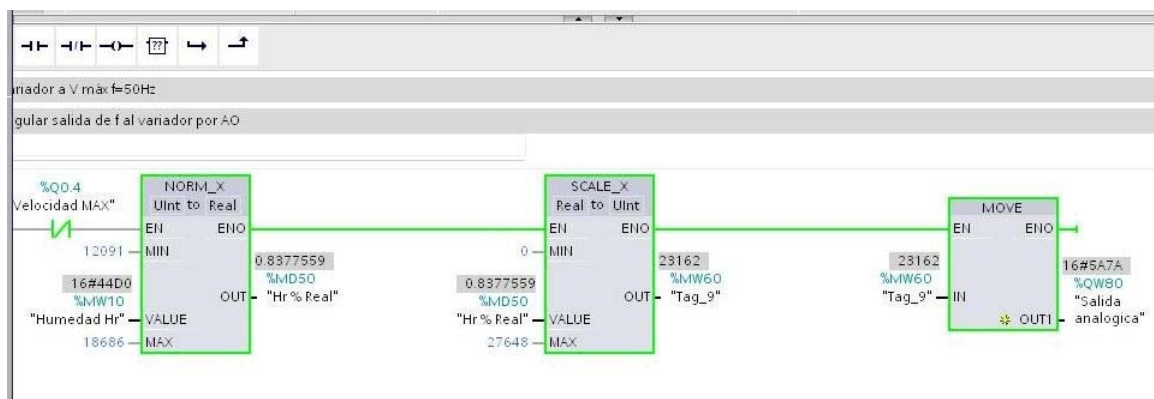 ??
riador a V máx f=50Hz
gular salida de f al variador por AO
%Q0.4
Velocidad MAX"
NORM_X
UInt to Real
EN ENO
12091 MIN
16#44D0
%MW10
"Humedad Hr" VALUE
18686 MAX
0.8377559
%MD50
OUT "Hr % Real"
SCALE_X
Real to UInt
EN ENO
0 MIN
0.8377559
%MD50
"Hr % Real" VALUE
27648 MAX
23162
%MW60
OUT "Tag_9"
MOVE
EN ENO
23162
%MW60
"Tag_9" IN
16#5A7A
%QW80
"Salida
OUT1 analogica"